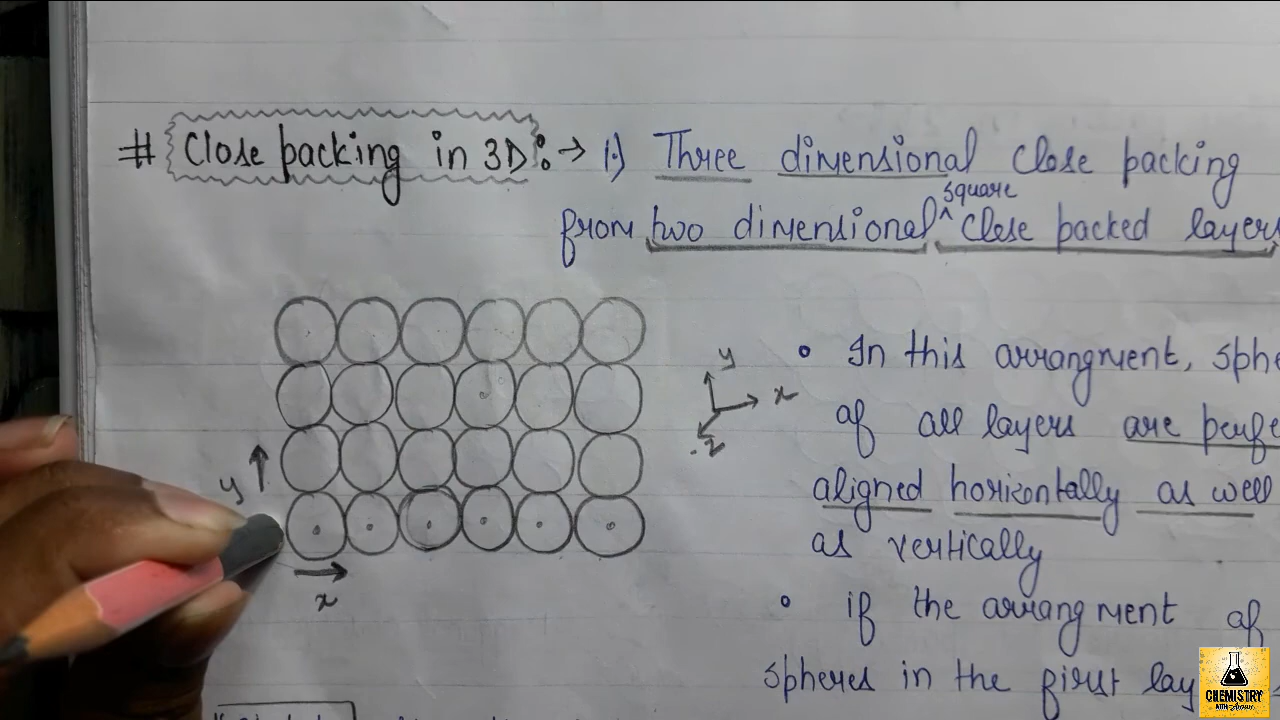 # Close packing in 3D :→ 1.) Three dimensional close packing
from two dimensional ^ square close packed layers
• In this arrangment, sphe
of all layers are perfe
aligned horizontally as well
as vertically
• if the arrangment of
spheres in the first lay
y
x
y
x
z
CHEMISTRY